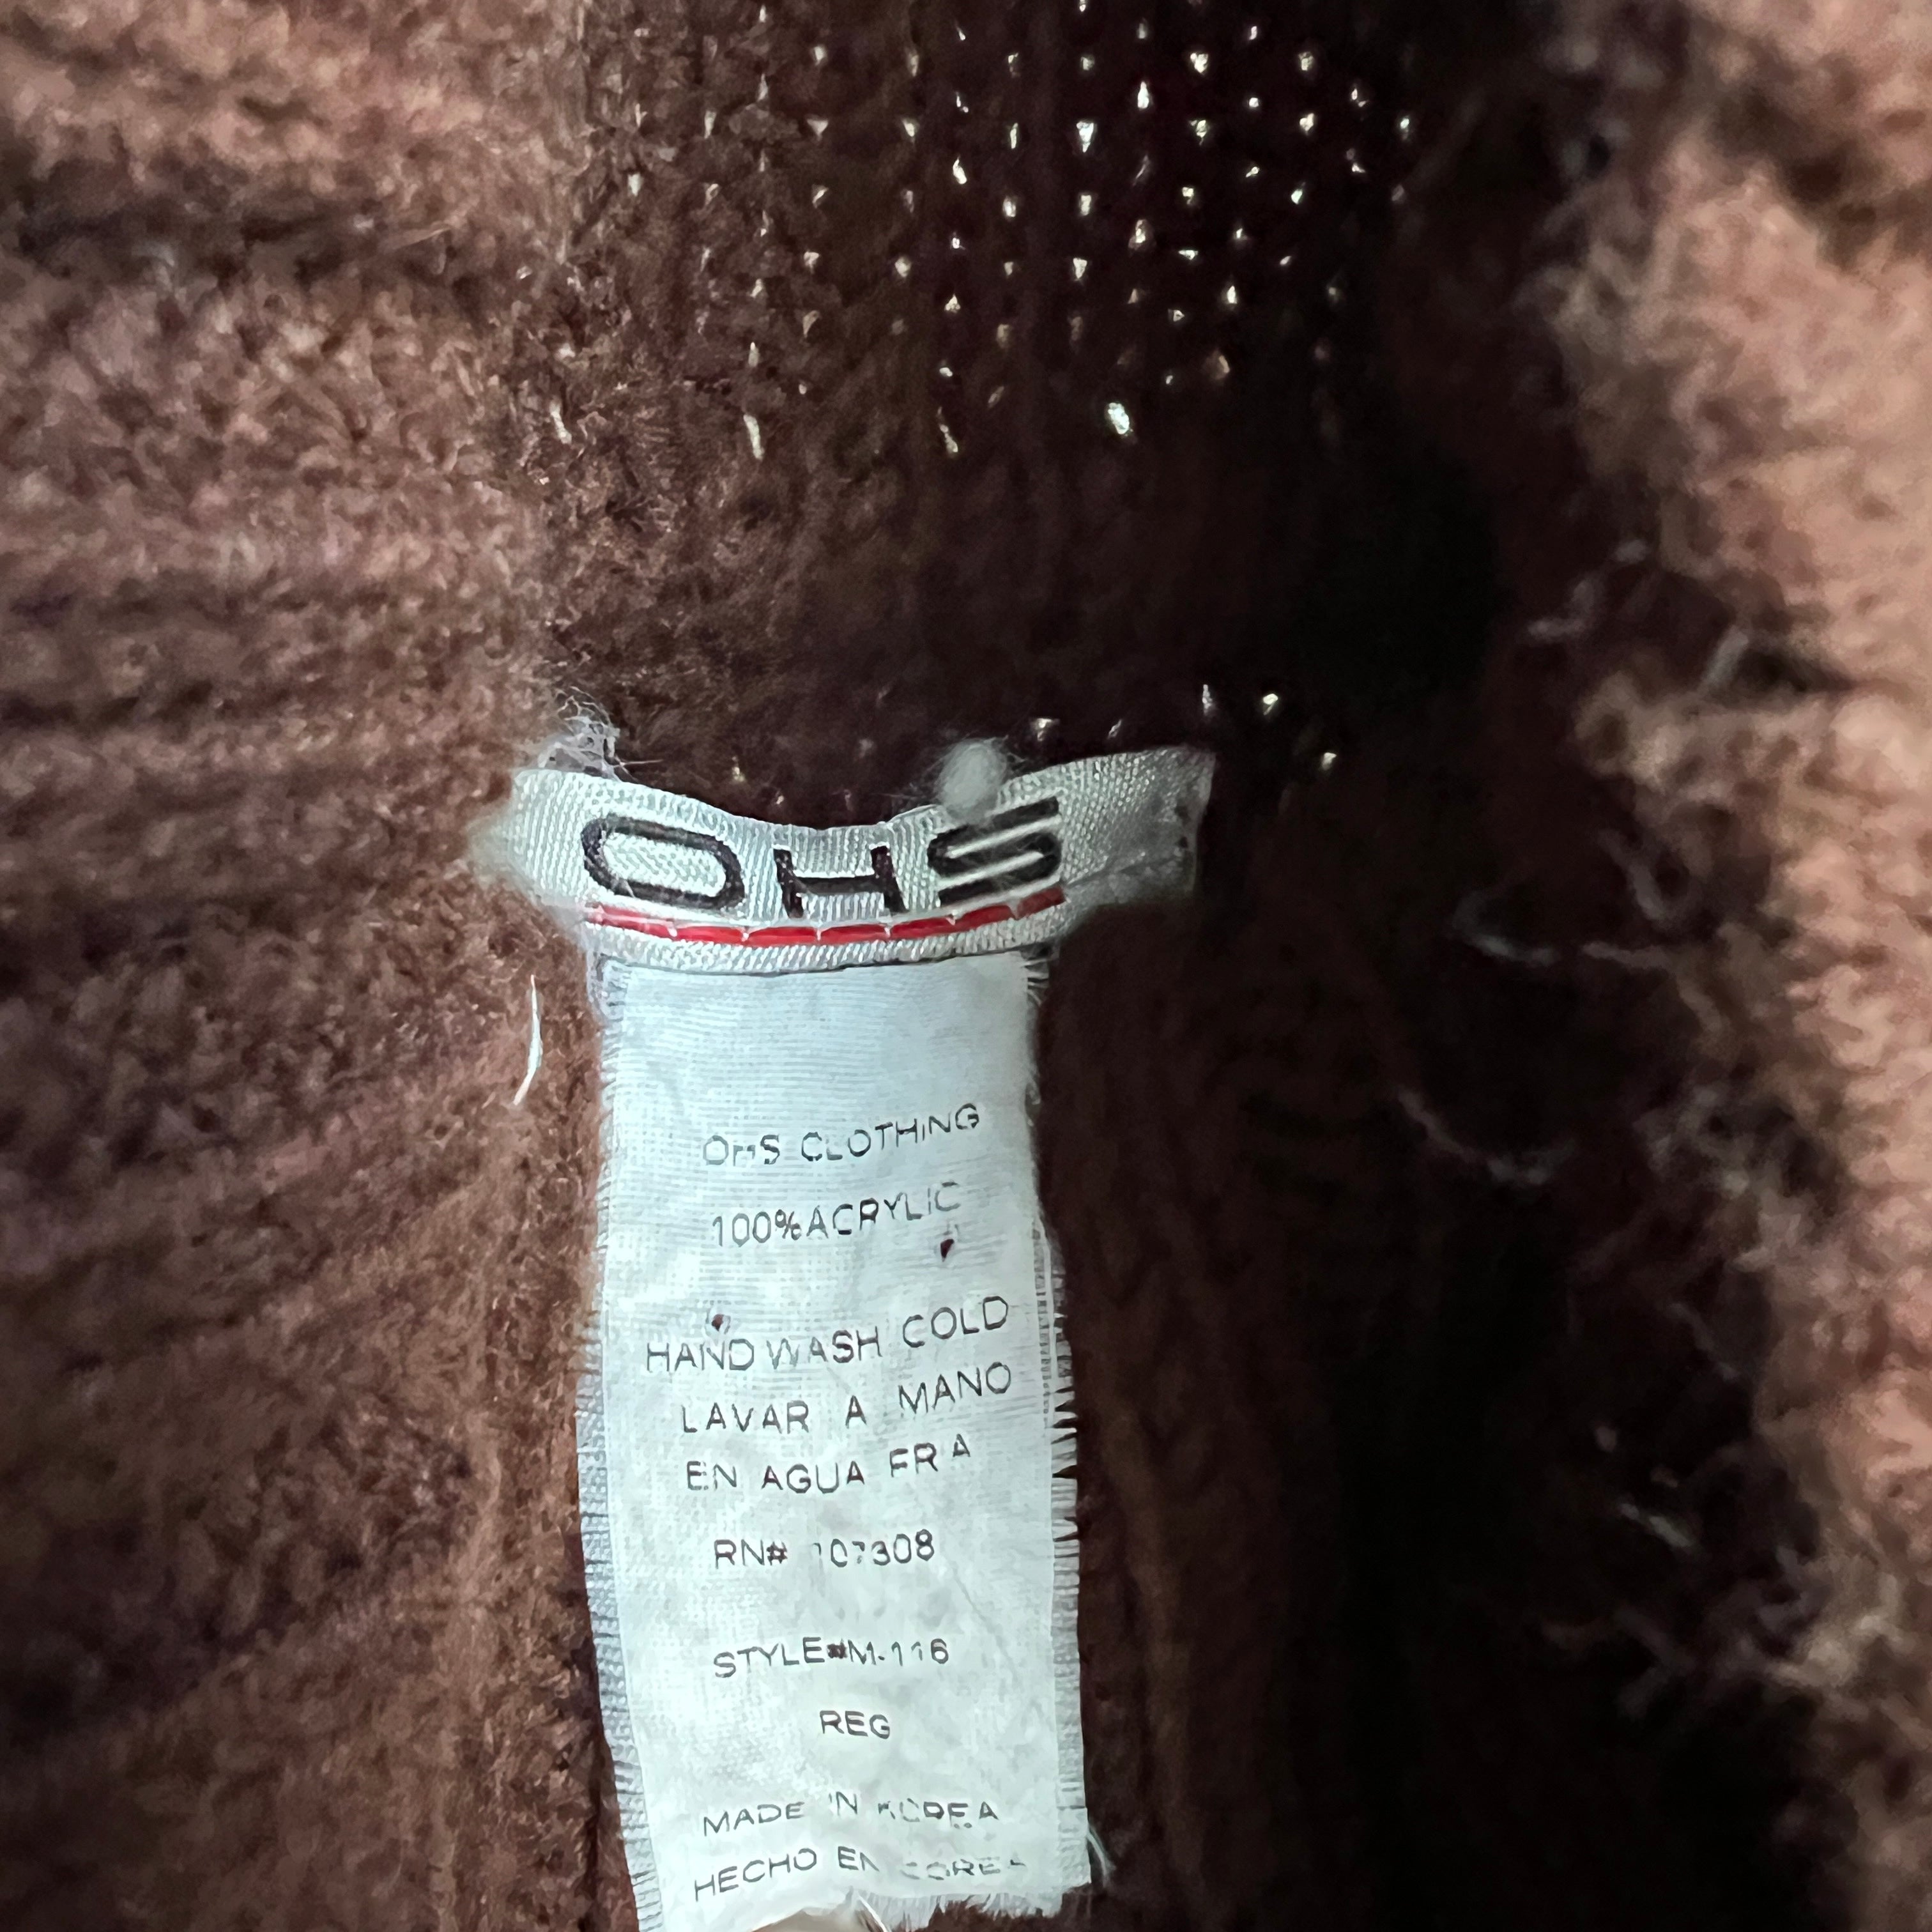 OHS
OHS CLOTHING
100% ACRYLIC
HAND WASH COLD
LAVAR A MANO
EN AGUA FR A
RN# 107308
STYLE#M-116
REG
MADE IN KOREA
HECHO EN COREA